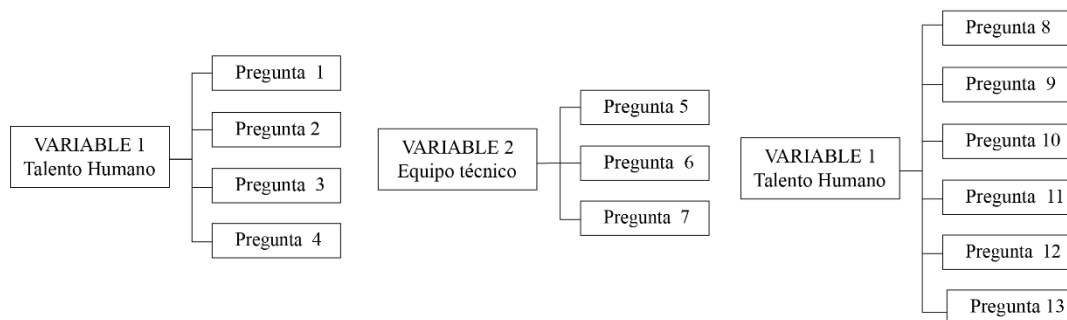 VARIABLE 1
Talento Humano
Pregunta 1
Pregunta 2
Pregunta 3
Pregunta 4
VARIABLE 2
Equipo técnico
Pregunta 5
Pregunta 6
Pregunta 7
VARIABLE 1
Talento Humano
Pregunta 8
Pregunta 9
Pregunta 10
Pregunta 11
Pregunta 12
Pregunta 13